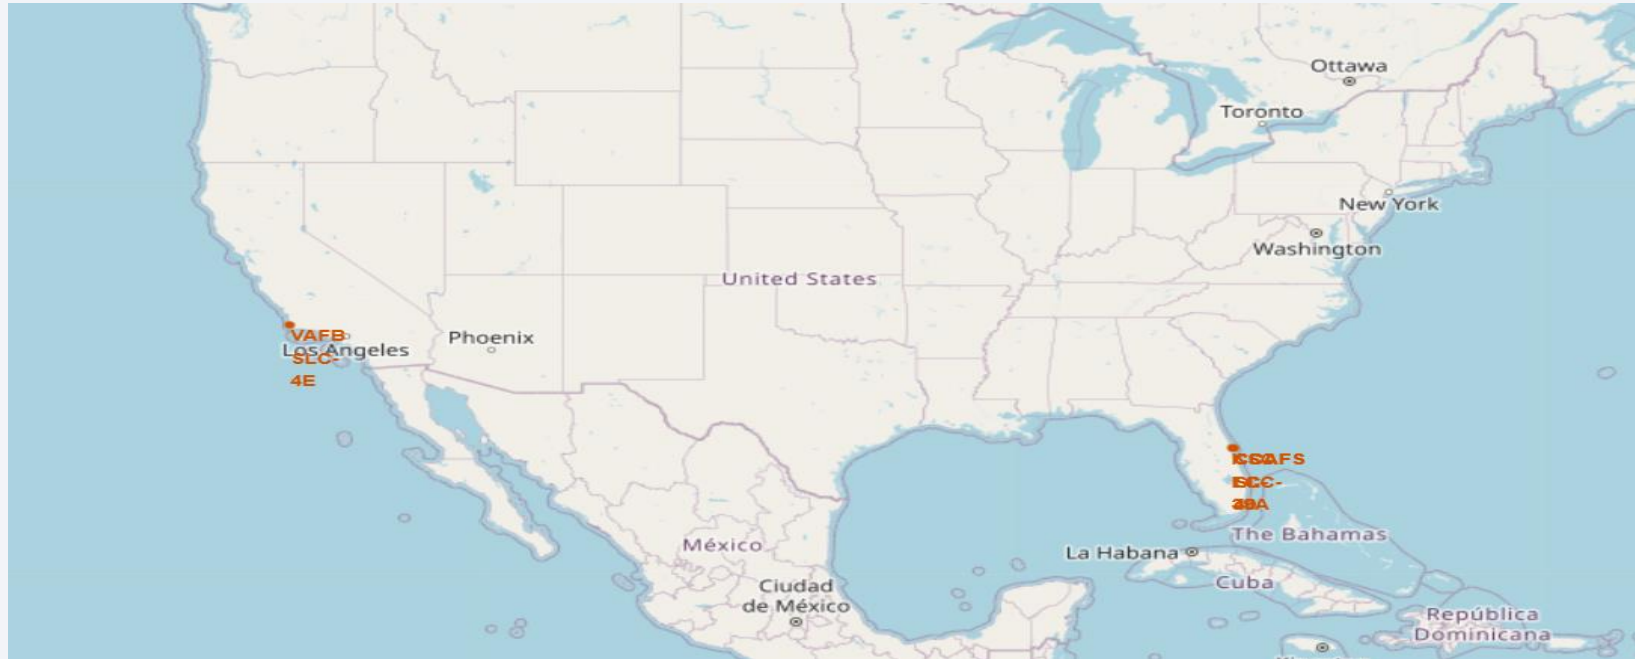 Ottawa
Toronto
New York
Washington
United States
VAFB
SLC-
4E
Los Angeles
Phoenix
The Bahamas
La Habana
Cuba
México
Ciudad
de México
República
Dominicana